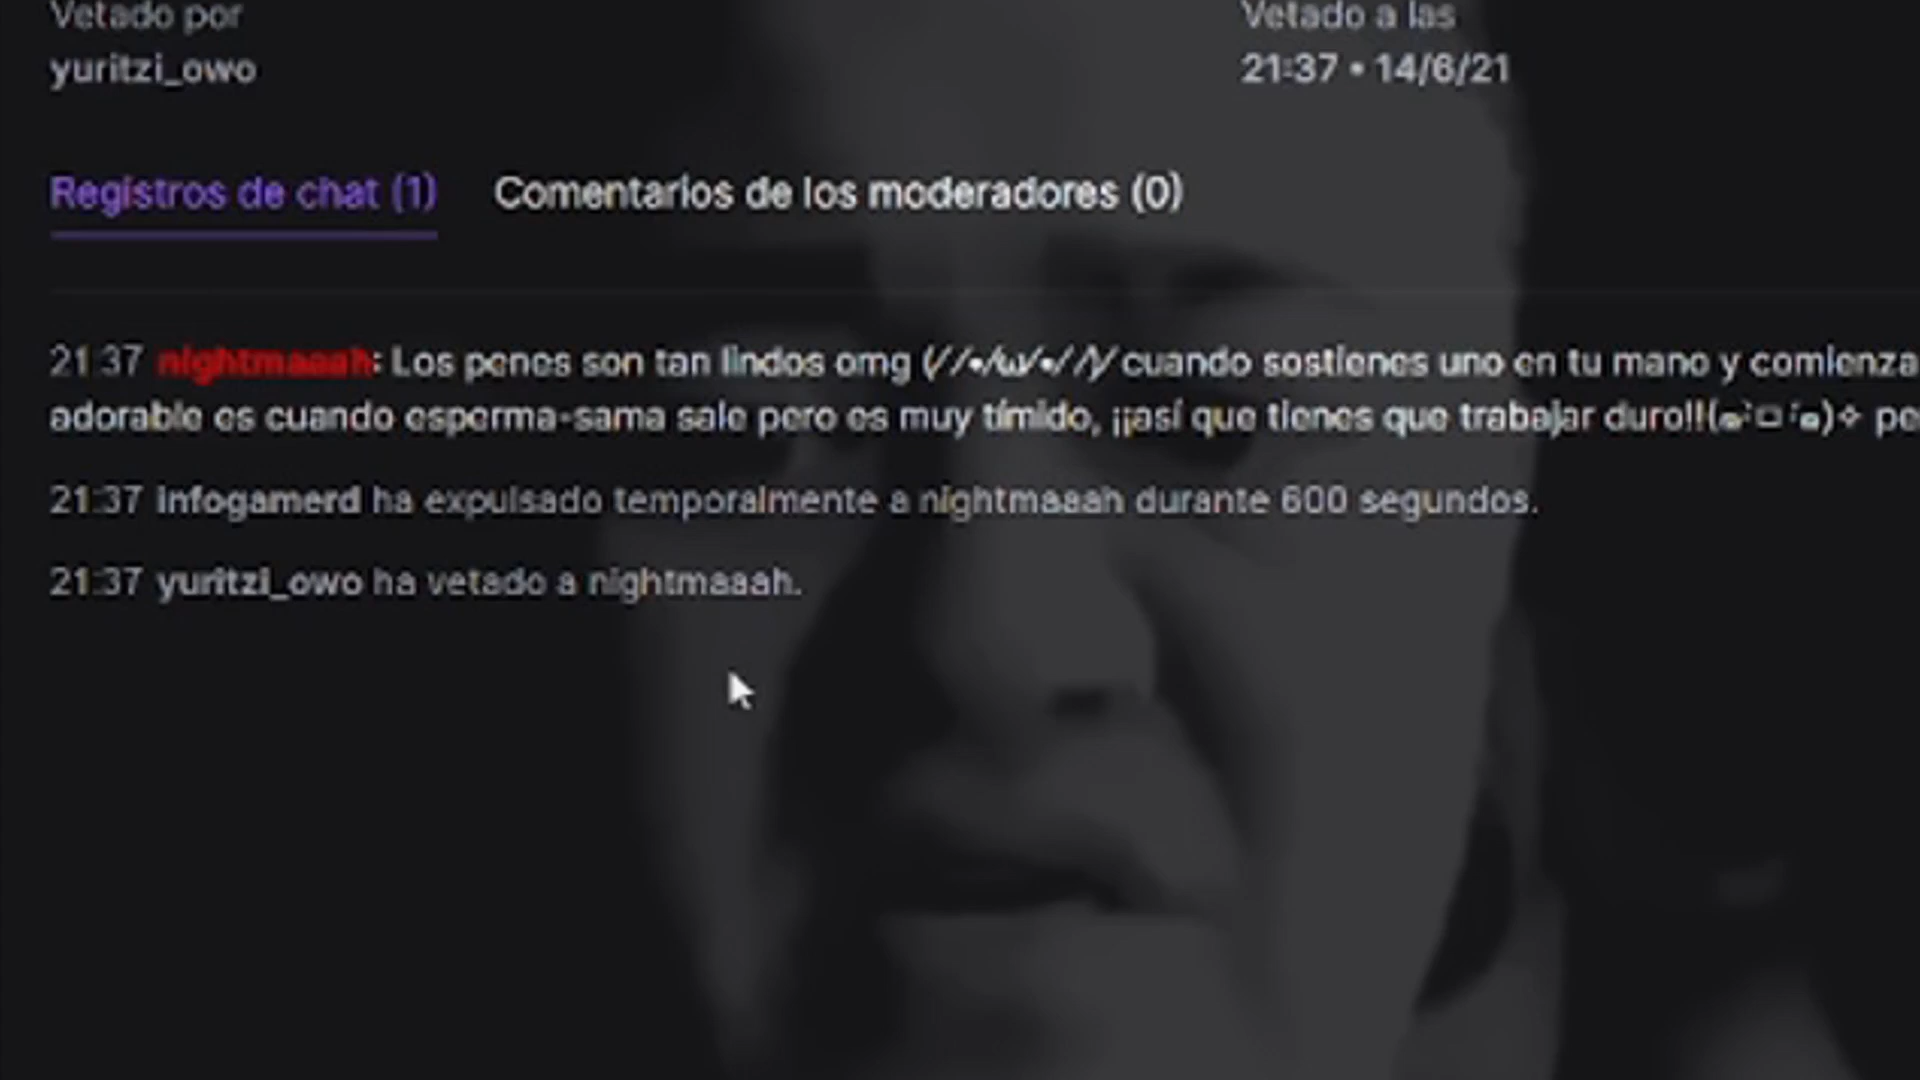 Vetado por
Vetado a las
yuritzi_owo
21:37 • 14/6/21
Registros de chat (1)
Comentarios de los moderadores (0)
21:37 nightmaaah: Los penes son tan lindos omg (/ /•/ω/•/ /)/ cuando sostienes uno en tu mano y comienza
adorable es cuando esperma-sama sale pero es muy tímido, ¡¡así que tienes que trabajar duro!!(๑•̀ㅁ•́๑)✧ pe
21:37 infogamerd ha expulsado temporalmente a nightmaaah durante 600 segundos.
21:37 yuritzi_owo ha vetado a nightmaaah.